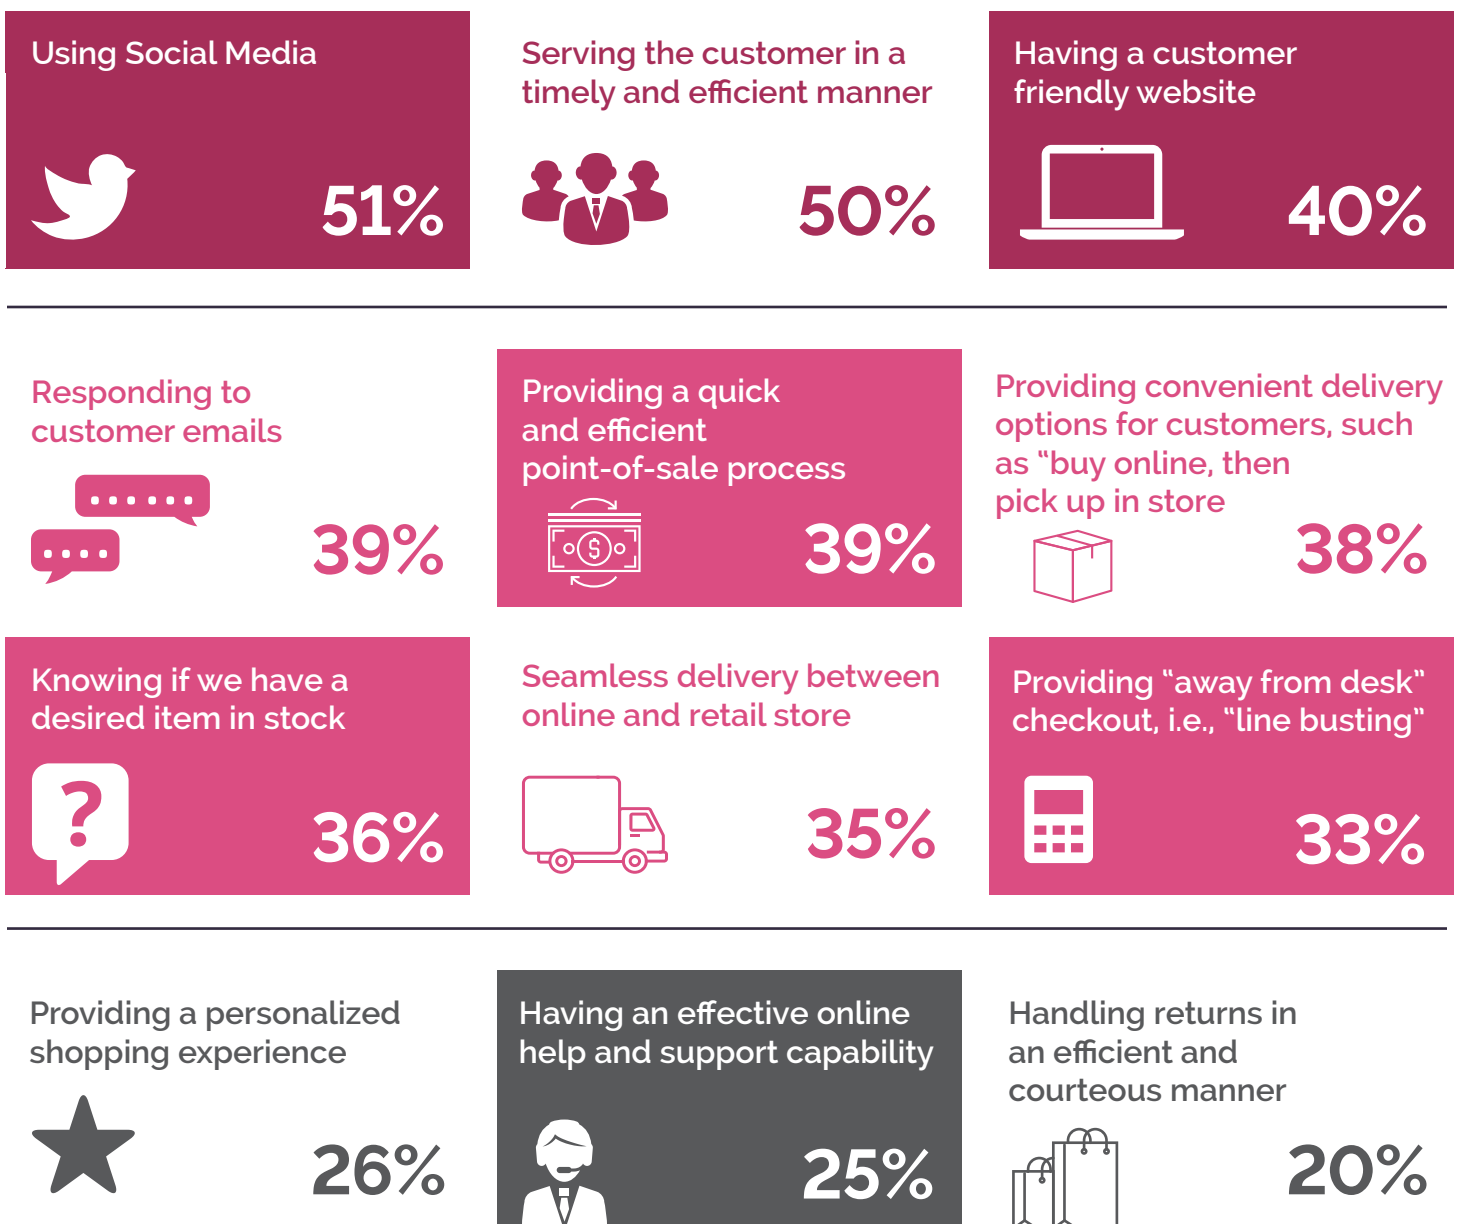 Using Social Media
51%
Serving the customer in a
timely and efficient manner
50%
Having a customer
friendly website
40%
Responding to
customer emails
39%
Providing a quick
and efficient
point-of-sale process
$
39%
Providing convenient delivery
options for customers, such
as “buy online, then
pick up in store
38%
Knowing if we have a
desired item in stock
?
36%
Seamless delivery between
online and retail store
35%
Providing “away from desk”
checkout, i.e., “line busting”
33%
Providing a personalized
shopping experience
26%
Having an effective online
help and support capability
25%
Handling returns in
an efficient and
courteous manner
20%